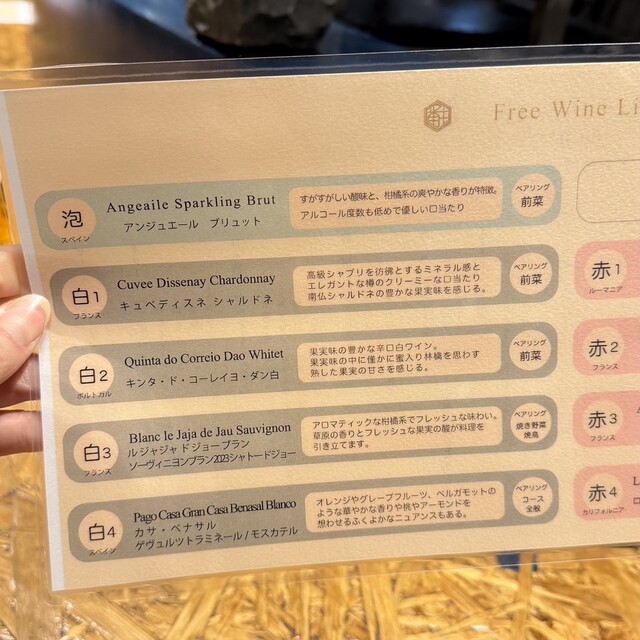 Free Wine Li
泡
スペイン
Angeaile Sparkling Brut
アンジュエール ブリュット
すがすがしい酸味と、柑橘系の爽やかな香りが特徴。
アルコール度数も低めで優しい口当たり
ペアリング
前菜
白1
フランス
Cuvee Dissenay Chardonnay
キュベディスネ シャルドネ
高級シャブリを彷彿とするミネラル感と
エレガントな樽のクリーミーな口当たり
南仏シャルドネの豊かな果実味を感じる。
ペアリング
前菜
白2
ポルトガル
Quinta do Correio Dao Whitet
キンタ・ド・コーレイヨ・ダン白
果実味の豊かな辛口白ワイン。
果実味の中に僅かに蜜入り林檎を思わす
熟した果実の甘さを感じる。
ペアリング
前菜
白3
フランス
Blanc le Jaja de Jau Sauvignon
ルジャジャ ドジョーブラン
ソーヴィニヨンブラン2023シャトードジョー
アロマティックな柑橘系でフレッシュな味わい。
草原の香りとフレッシュな果実の酸が料理を
引き立てます。
ペアリング
焼き野菜
焼鳥
白4
スペイン
Pago Casa Gran Casa Benasal Blanco
カサ・ベナサル
ゲヴュルツトラミネール / モスカテル
オレンジやグレープフルーツ、ベルガモットの
ような華やかな香りや桃やアーモンドを
想わせるふくよかなニュアンスもある。
ペアリング
コース
全般
赤1
ルーマニア
赤2
フランス
赤3
フランス
赤4
カリフォルニア